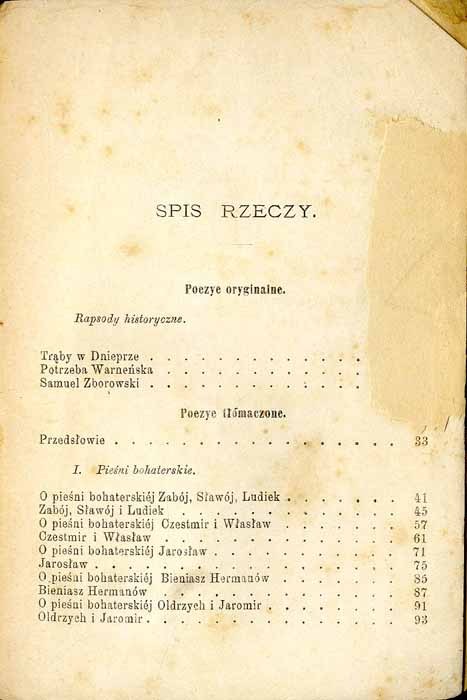 SPIS RZECZY.
Poezye oryginalne.
Rapsody historyczne.
Trąby w Dnieprze . . . . . . . . . . . . .
Potrzeba Warneńska . . . . . . . . . . . .
Samuel Zborowski . . . . . . . . . . . . .
Poezye tłómaczone.
Przedsłowie . . . . . . . . . . . . . . . . 33
I. Pieśni bohaterskie.
O pieśni bohaterskiéj Zabój, Sławój, Ludiek . . . . . . 41
Zabój, Sławój i Ludiek . . . . . . . . . . . . 45
O pieśni bohaterskiéj Czestmir i Własław . . . . . . . 57
Czestmir i Własław . . . . . . . . . . . . . 61
O pieśni bohaterskiéj Jarosław . . . . . . . . . . 71
Jarosław . . . . . . . . . . . . . . . . . 75
O pieśni bohaterskiéj Bieniasz Hermanów . . . . . . . 85
Bieniasz Hermanów . . . . . . . . . . . . . 87
O pieśni bohaterskiéj Oldrzych i Jaromir . . . . . . . 91
Oldrzych i Jaromir . . . . . . . . . . . . . . 93